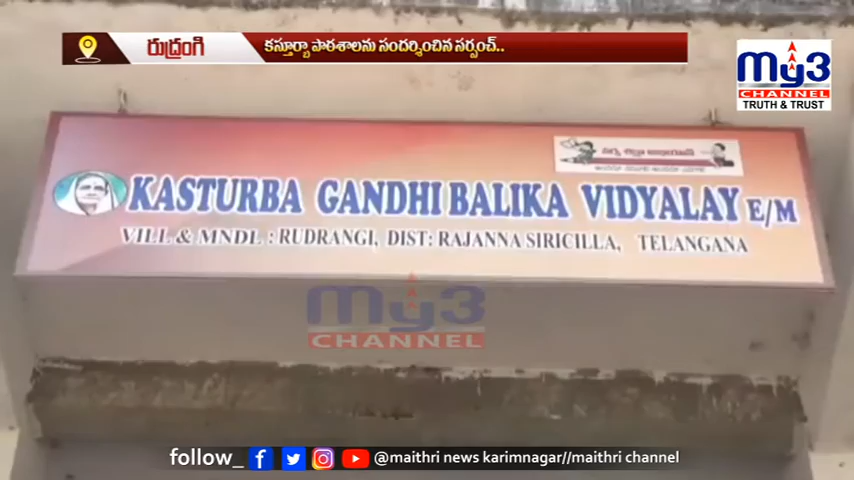 రుద్రంగి
కస్తూర్బా పాఠశాలను సందర్శించిన సర్పంచ్..
My3
CHANNEL
TRUTH & TRUST
KASTURBA GANDHI BALIKA VIDYALAY E/M
VILL & MNDL : RUDRANGI, DIST: RAJANNA SIRICILLA, TELANGANA
My3
CHANNEL
follow_ @maithri news karimnagar//maithri channel